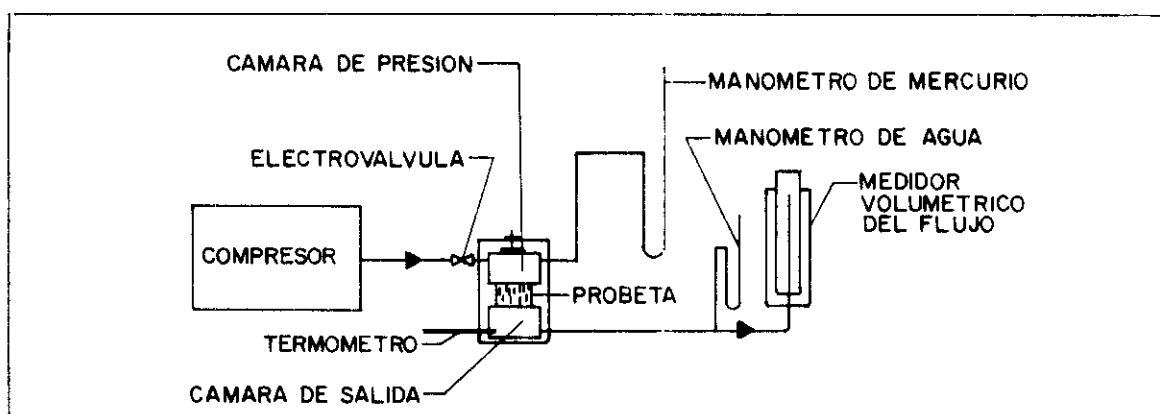 CAMARA DE PRESION
MANOMETRO DE MERCURIO
MANOMETRO DE AGUA
ELECTROVALVULA
MEDIDOR
VOLUMETRICO
DEL FLUJO
COMPRESOR
PROBETA
TERMOMETRO
CAMARA DE SALIDA